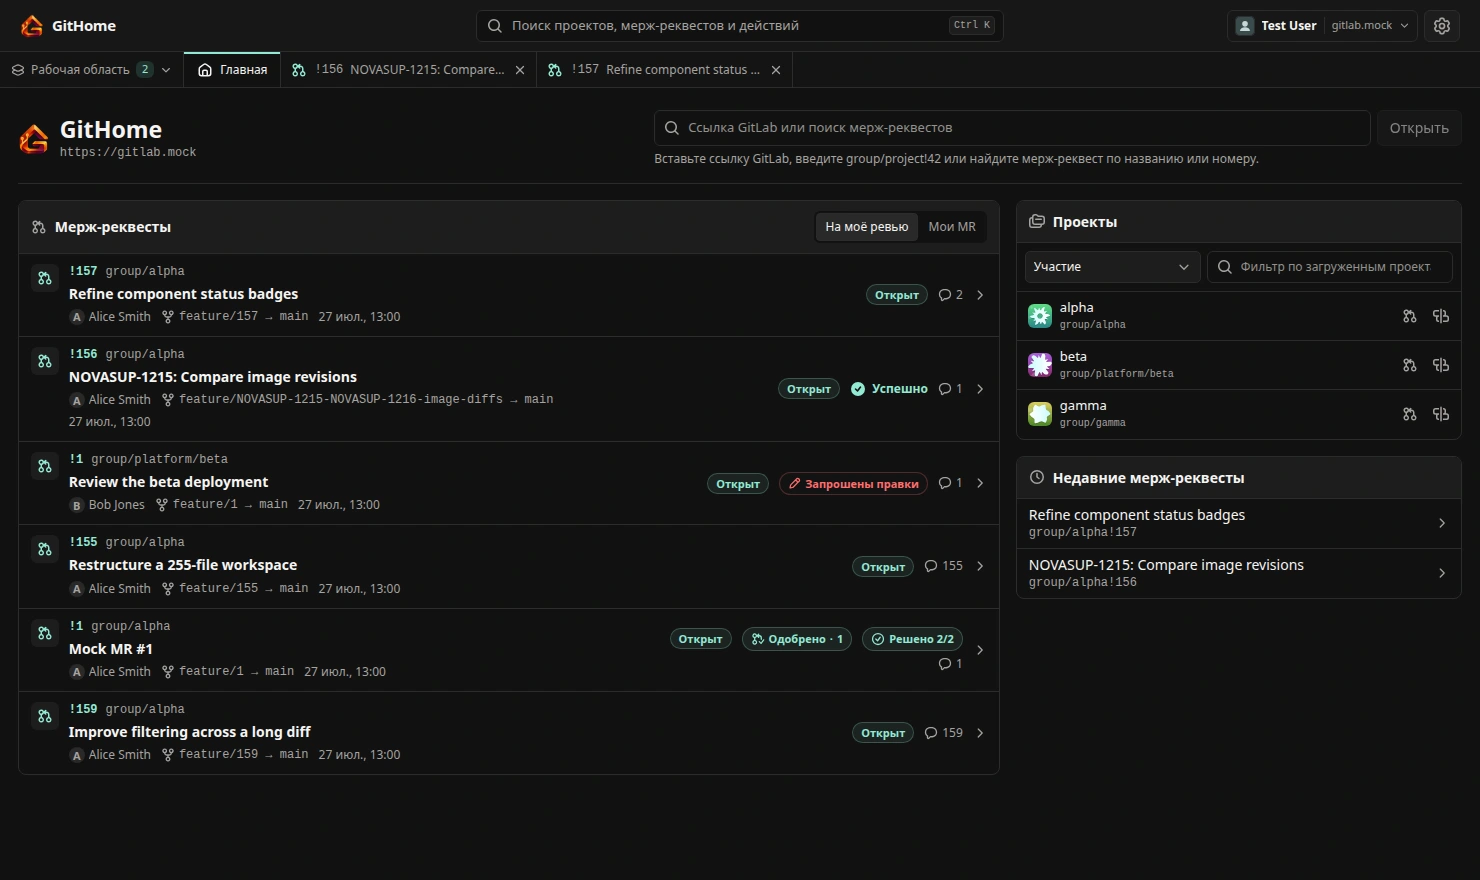 GitHome
Поиск проектов, мерж-реквестов и действий
Ctrl K
Test User
gitlab.mock
Рабочая область 2
Главная
!156 NOVASUP-1215: Compare...
!157 Refine component status ...
GitHome
https://gitlab.mock
Ссылка GitLab или поиск мерж-реквестов
Открыть
Вставьте ссылку GitLab, введите group/project!42 или найдите мерж-реквест по названию или номеру.
Мерж-реквесты
На моё ревью
Мои MR
!157 group/alpha
Refine component status badges
A Alice Smith feature/157 → main 27 июл., 13:00
Открыт 2
!156 group/alpha
NOVASUP-1215: Compare image revisions
A Alice Smith feature/NOVASUP-1215-NOVASUP-1216-image-diffs → main
27 июл., 13:00
Открыт Успешно 1
!1 group/platform/beta
Review the beta deployment
B Bob Jones feature/1 → main 27 июл., 13:00
Открыт Запрошены правки 1
!155 group/alpha
Restructure a 255-file workspace
A Alice Smith feature/155 → main 27 июл., 13:00
Открыт 155
!1 group/alpha
Mock MR #1
A Alice Smith feature/1 → main 27 июл., 13:00
Открыт Одобрено · 1 Решено 2/2
1
!159 group/alpha
Improve filtering across a long diff
A Alice Smith feature/159 → main 27 июл., 13:00
Открыт 159
Проекты
Участие
Фильтр по загруженным проект
alpha
group/alpha
beta
group/platform/beta
gamma
group/gamma
Недавние мерж-реквесты
Refine component status badges
group/alpha!157
NOVASUP-1215: Compare image revisions
group/alpha!156